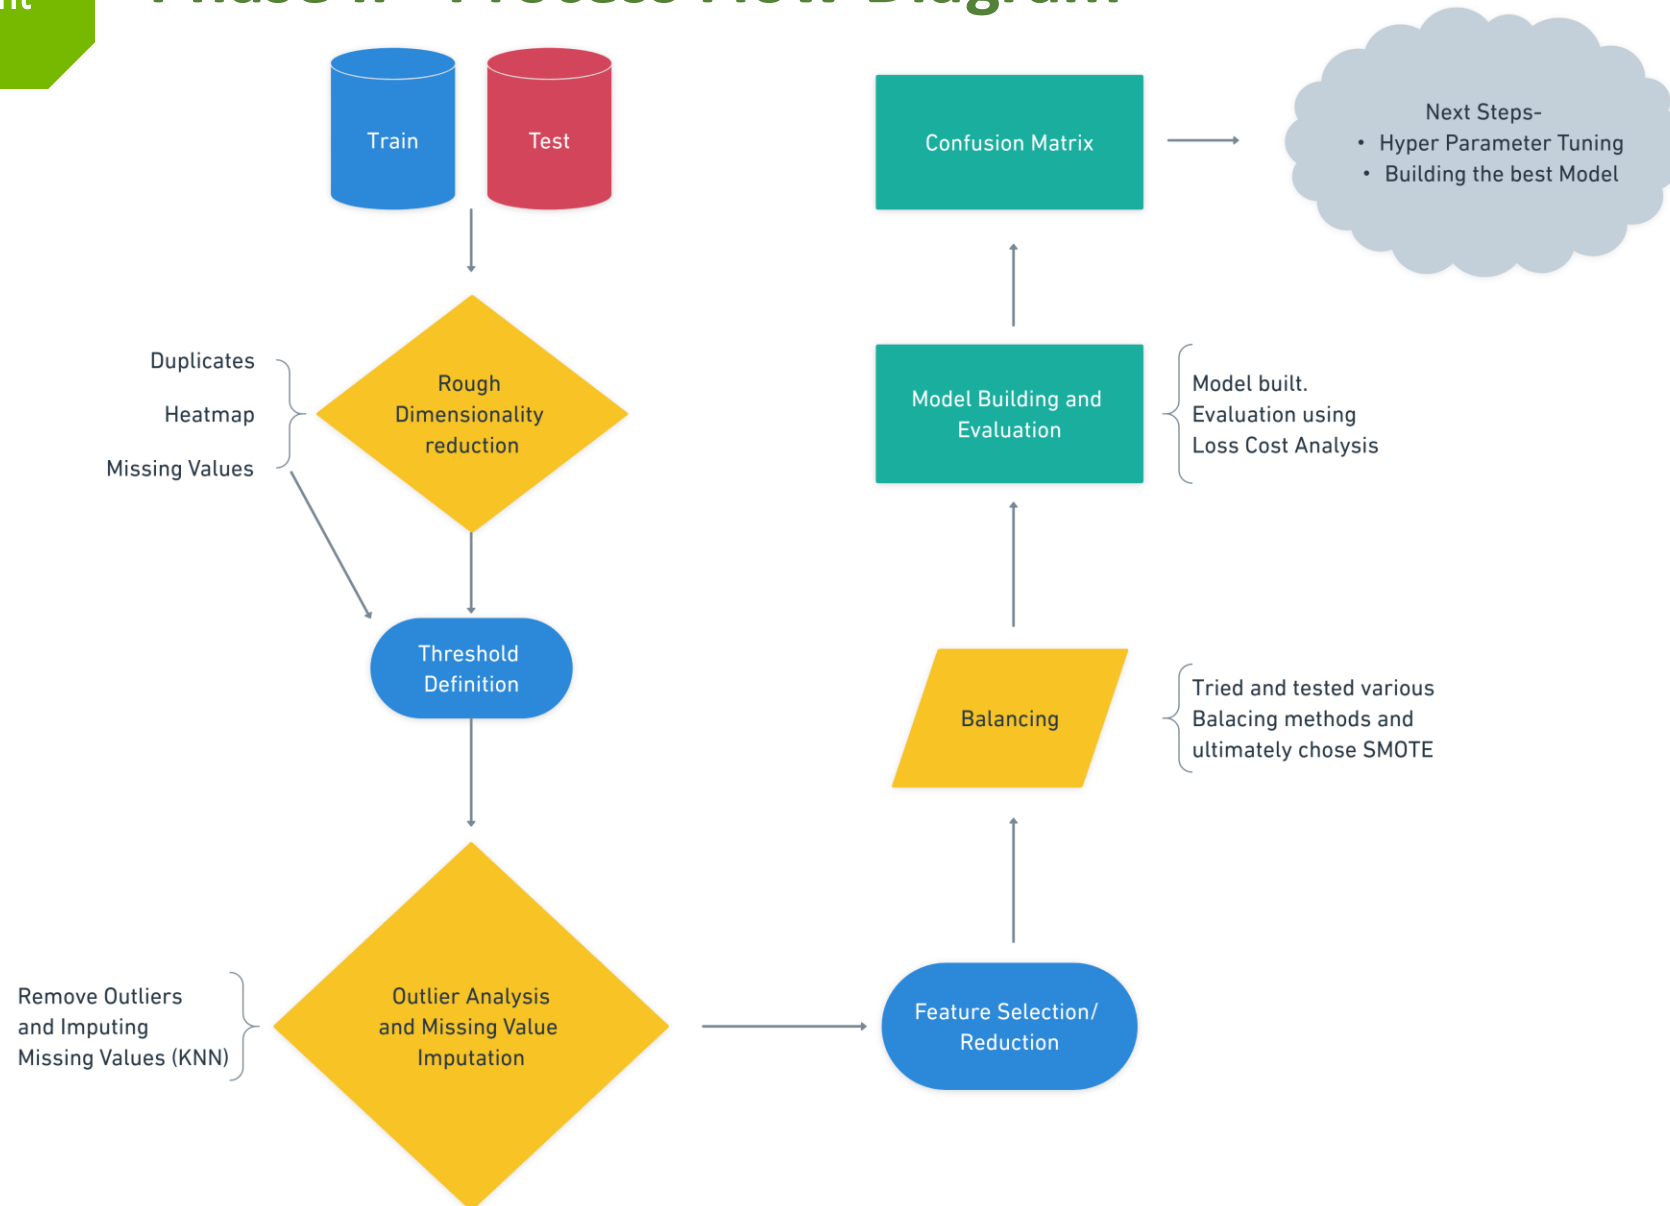 Train
Test
Duplicates
Heatmap
Missing Values
Rough
Dimensionality
reduction
Threshold
Definition
Remove Outliers
and Imputing
Missing Values (KNN)
Outlier Analysis
and Missing Value
Imputation
Feature Selection/
Reduction
Balancing
Tried and tested various
Balacing methods and
ultimately chose SMOTE
Model Building and
Evaluation
Model built.
Evaluation using
Loss Cost Analysis
Confusion Matrix
Next Steps-
• Hyper Parameter Tuning
• Building the best Model